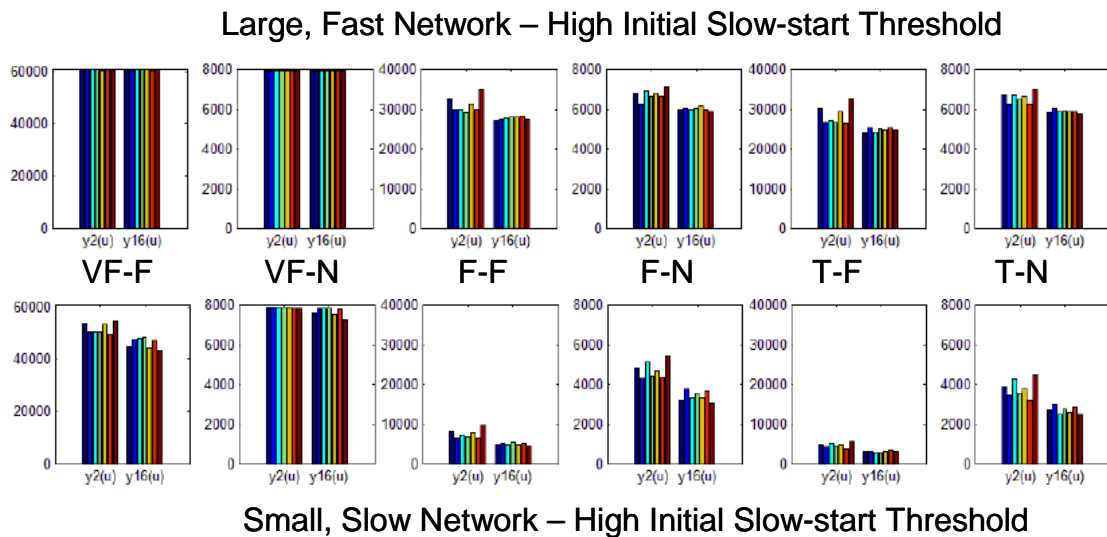 Large, Fast Network – High Initial Slow-start Threshold
60000 8000 40000 8000 40000 8000
40000 6000 30000 6000 30000 6000
4000 20000 4000 20000 4000
20000 2000 10000 2000 10000 2000
0 0 0 0 0 0
y2(u) y16(u) y2(u) y16(u) y2(u) y16(u) y2(u) y16(u) y2(u) y16(u) y2(u) y16(u)
VF-F VF-N F-F F-N T-F T-N
60000 8000 40000 8000 40000 8000
40000 6000 30000 6000 30000 6000
4000 20000 4000 20000 4000
20000 2000 10000 2000 10000 2000
0 0 0 0 0 0
y2(u) y16(u) y2(u) y16(u) y2(u) y16(u) y2(u) y16(u) y2(u) y16(u) y2(u) y16(u)
Small, Slow Network – High Initial Slow-start Threshold